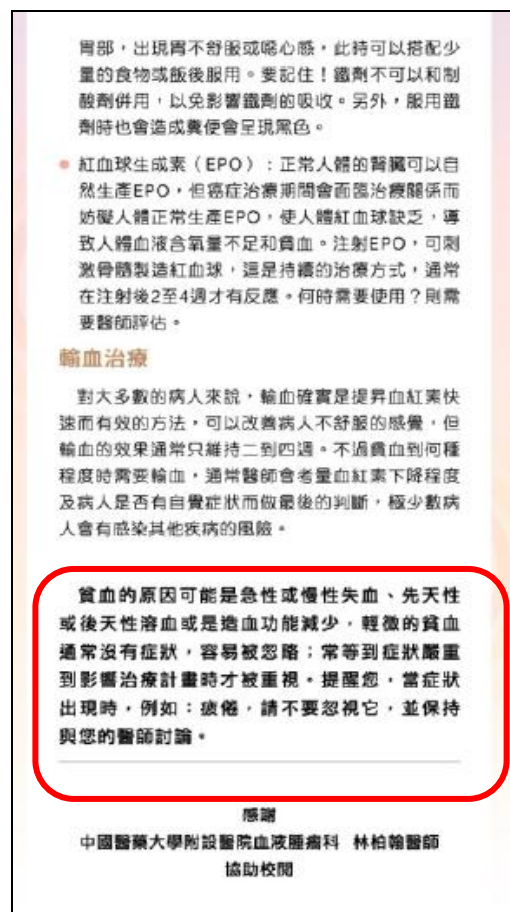 胃部，出現胃不舒服或噁心感，此時可以搭配少
量的食物或飯後服用。要記住！鐵劑不可以和制
酸劑併用，以免影響鐵劑的吸收。另外，服用鐵
劑時也會造成糞便會呈現黑色。
• 紅血球生成素（EPO）：正常人體的腎臟可以自
然生產EPO，但癌症治療期間會面臨治療關係而
妨礙人體正常生產EPO，使人體紅血球缺乏，導
致人體血液含氧量不足和貧血。注射EPO，可刺
激骨髓製造紅血球，這是持續的治療方式，通常
在注射後2至4週才有反應。何時需要使用？則需
要醫師評估。
輸血治療
對大多數的病人來說，輸血確實是提昇血紅素快
速而有效的方法，可以改善病人不舒服的感覺，但
輸血的效果通常只維持二到四週。不過貧血到何種
程度時需要輸血，通常醫師會考量血紅素下降程度
及病人是否有自覺症狀而做最後的判斷，極少數病
人會有感染其他疾病的風險。
貧血的原因可能是急性或慢性失血、先天性
或後天性溶血或是造血功能減少，輕微的貧血
通常沒有症狀，容易被忽略；常等到症狀嚴重
到影響治療計畫時才被重視。提醒您，當症狀
出現時，例如：疲倦，請不要忽視它，並保持
與您的醫師討論。
感謝
中國醫藥大學附設醫院血液腫瘤科 林柏翰醫師
協助校閱